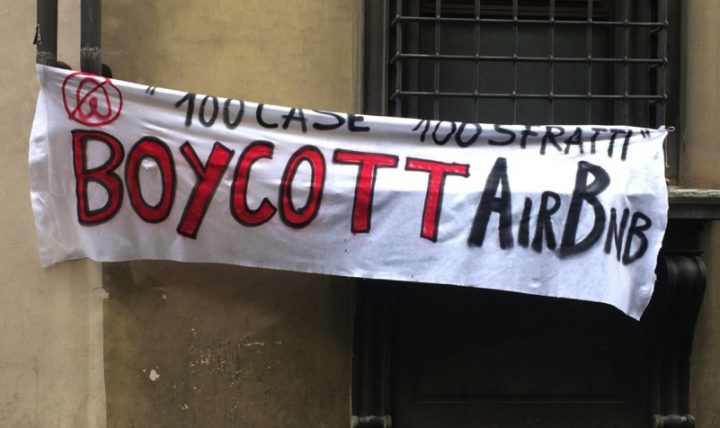 "100 CASE 100 SFRATTI"
BOYCOTT AIRBNB